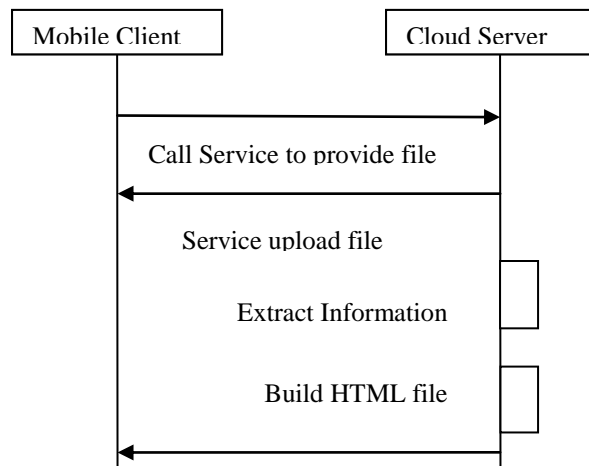 Mobile Client
Cloud Server
Call Service to provide file
Service upload file
Extract Information
Build HTML file